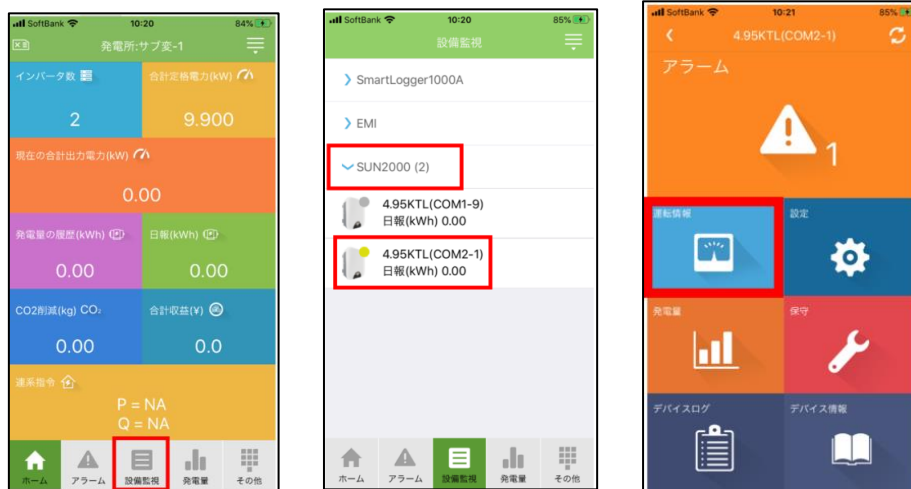 SoftBank 10:20 84%
発電所:サブ変-1
インバータ数
合計定格電力(kW)
2
9.900
現在の合計出力電力(kW)
0.00
発電量の履歴(kWh)
日報(kWh)
0.00
0.00
CO2削減(kg) CO₂
合計収益(¥)
0.00
0.0
連系指令
P = NA
Q = NA
ホーム
アラーム
設備監視
発電量
その他
SoftBank 10:20 85%
設備監視
SmartLogger1000A
EMI
SUN2000 (2)
4.95KTL(COM1-9)
日報(kWh) 0.00
4.95KTL(COM2-1)
日報(kWh) 0.00
ホーム
アラーム
設備監視
発電量
その他
SoftBank 10:21 85%
4.95KTL(COM2-1)
アラーム
1
運転情報
設定
発電量
保守
デバイスログ
デバイス情報